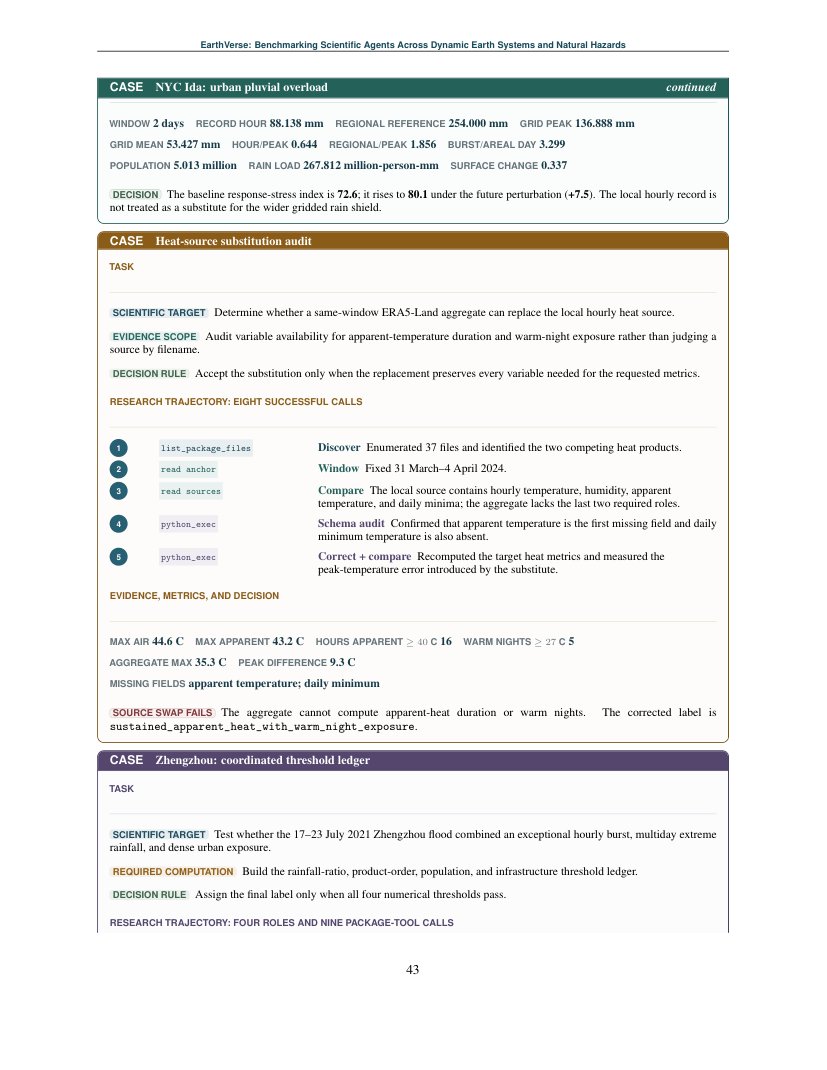 EarthVerse: Benchmarking Scientific Agents Across Dynamic Earth Systems and Natural Hazards
CASE NYC Ida: urban pluvial overload continued
WINDOW 2 days RECORD HOUR 88.138 mm REGIONAL REFERENCE 254.000 mm GRID PEAK 136.888 mm
GRID MEAN 53.427 mm HOUR/PEAK 0.644 REGIONAL/PEAK 1.856 BURST/AREAL DAY 3.299
POPULATION 5.013 million RAIN LOAD 267.812 million-person-mm SURFACE CHANGE 0.337
DECISION The baseline response-stress index is 72.6; it rises to 80.1 under the future perturbation (+7.5). The local hourly record is
not treated as a substitute for the wider gridded rain shield.
CASE Heat-source substitution audit
TASK
SCIENTIFIC TARGET Determine whether a same-window ERA5-Land aggregate can replace the local hourly heat source.
EVIDENCE SCOPE Audit variable availability for apparent-temperature duration and warm-night exposure rather than judging a
source by filename.
DECISION RULE Accept the substitution only when the replacement preserves every variable needed for the requested metrics.
RESEARCH TRAJECTORY: EIGHT SUCCESSFUL CALLS
1 list_package_files Discover Enumerated 37 files and identified the two competing heat products.
2 read anchor Window Fixed 31 March–4 April 2024.
3 read sources Compare The local source contains hourly temperature, humidity, apparent
temperature, and daily minima; the aggregate lacks the last two required roles.
4 python_exec Schema audit Confirmed that apparent temperature is the first missing field and daily
minimum temperature is also absent.
5 python_exec Correct + compare Recomputed the target heat metrics and measured the
peak-temperature error introduced by the substitute.
EVIDENCE, METRICS, AND DECISION
MAX AIR 44.6 C MAX APPARENT 43.2 C HOURS APPARENT ≥ 40 C 16 WARM NIGHTS ≥ 27 C 5
AGGREGATE MAX 35.3 C PEAK DIFFERENCE 9.3 C
MISSING FIELDS apparent temperature; daily minimum
SOURCE SWAP FAILS The aggregate cannot compute apparent-heat duration or warm nights. The corrected label is
sustained_apparent_heat_with_warm_night_exposure.
CASE Zhengzhou: coordinated threshold ledger
TASK
SCIENTIFIC TARGET Test whether the 17–23 July 2021 Zhengzhou flood combined an exceptional hourly burst, multiday extreme
rainfall, and dense urban exposure.
REQUIRED COMPUTATION Build the rainfall-ratio, product-order, population, and infrastructure threshold ledger.
DECISION RULE Assign the final label only when all four numerical thresholds pass.
RESEARCH TRAJECTORY: FOUR ROLES AND NINE PACKAGE-TOOL CALLS
43